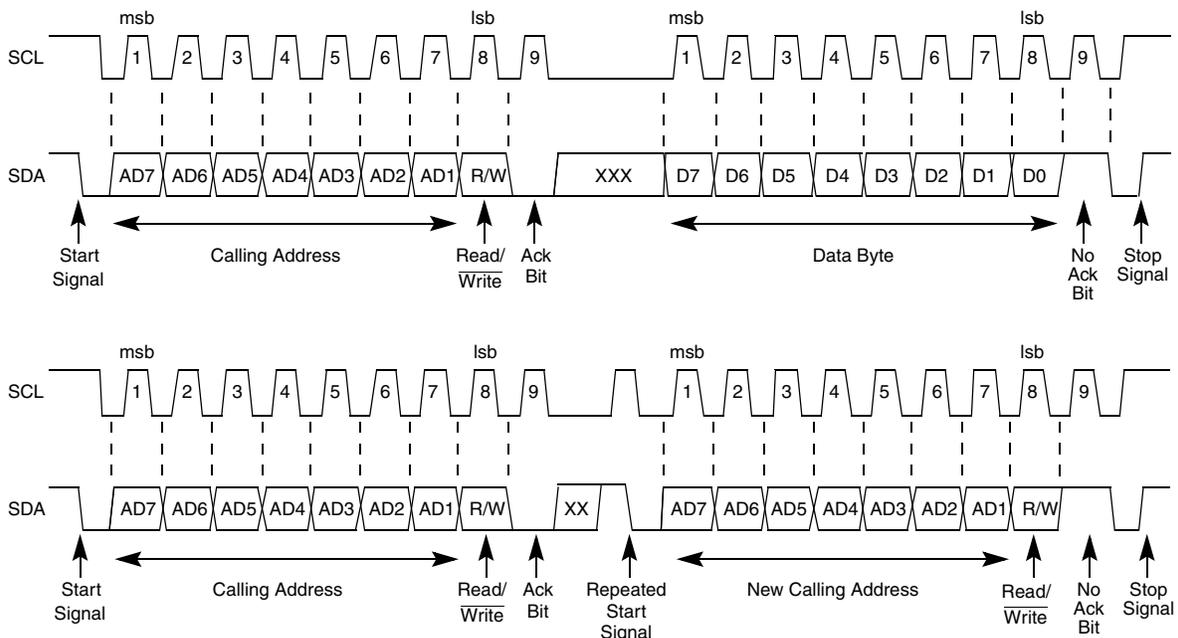 msb lsb msb lsb
SCL 1 2 3 4 5 6 7 8 9 1 2 3 4 5 6 7 8 9
SDA AD7 AD6 AD5 AD4 AD3 AD2 AD1 R/W XXX D7 D6 D5 D4 D3 D2 D1 D0
Start Calling Address Read/ Ack Data Byte No Stop
Signal Write Bit Ack Signal
Bit
msb lsb msb lsb
SCL 1 2 3 4 5 6 7 8 9 1 2 3 4 5 6 7 8 9
SDA AD7 AD6 AD5 AD4 AD3 AD2 AD1 R/W XX AD7 AD6 AD5 AD4 AD3 AD2 AD1 R/W
Start Calling Address Read/ Ack Repeated New Calling Address Read/ No Stop
Signal Write Bit Start Write Ack Signal
Signal Bit